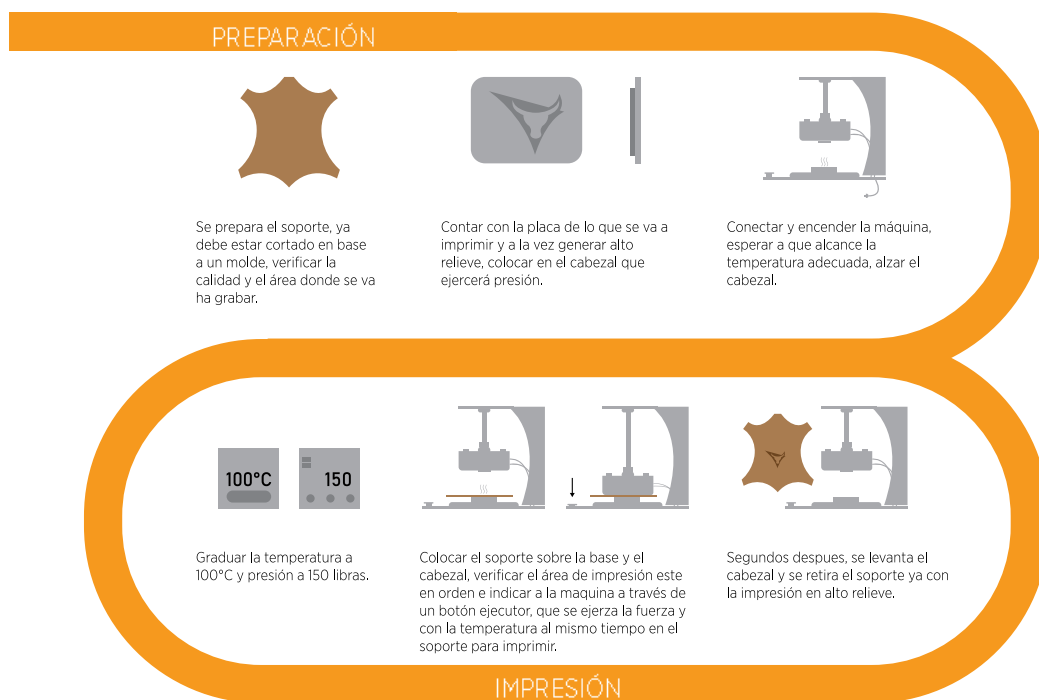 PREPARACIÓN
Se prepara el soporte, ya
debe estar cortado en base
a un molde, verificar la
calidad y el área donde se va
ha grabar.
Contar con la placa de lo que se va a
imprimir y a la vez generar alto
relieve, colocar en el cabezal que
ejercerá presión.
Conectar y encender la máquina,
esperar a que alcance la
temperatura adecuada, alzar el
cabezal.
100°C
150
Graduar la temperatura a
100°C y presión a 150 libras.
Colocar el soporte sobre la base y el
cabezal, verificar el área de impresión este
en orden e indicar a la maquina a través de
un botón ejecutor, que se ejerza la fuerza y
con la temperatura al mismo tiempo en el
soporte para imprimir.
Segundos despues, se levanta el
cabezal y se retira el soporte ya con
la impresión en alto relieve.
IMPRESIÓN